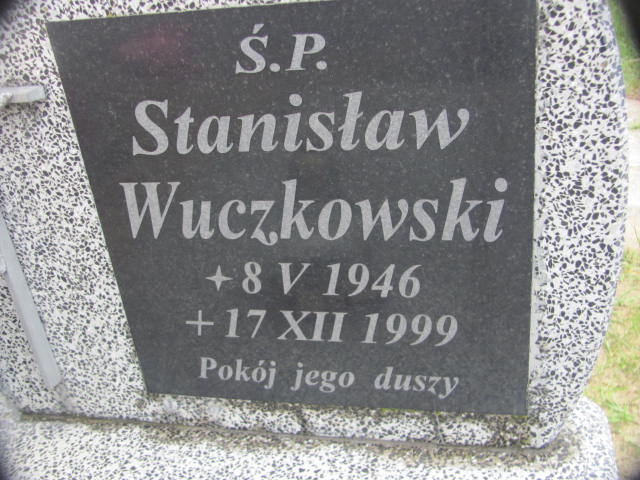 Ś.P.
Stanisław
Wuczkowski
✦ 8 V 1946
+ 17 XII 1999
Pokój jego duszy